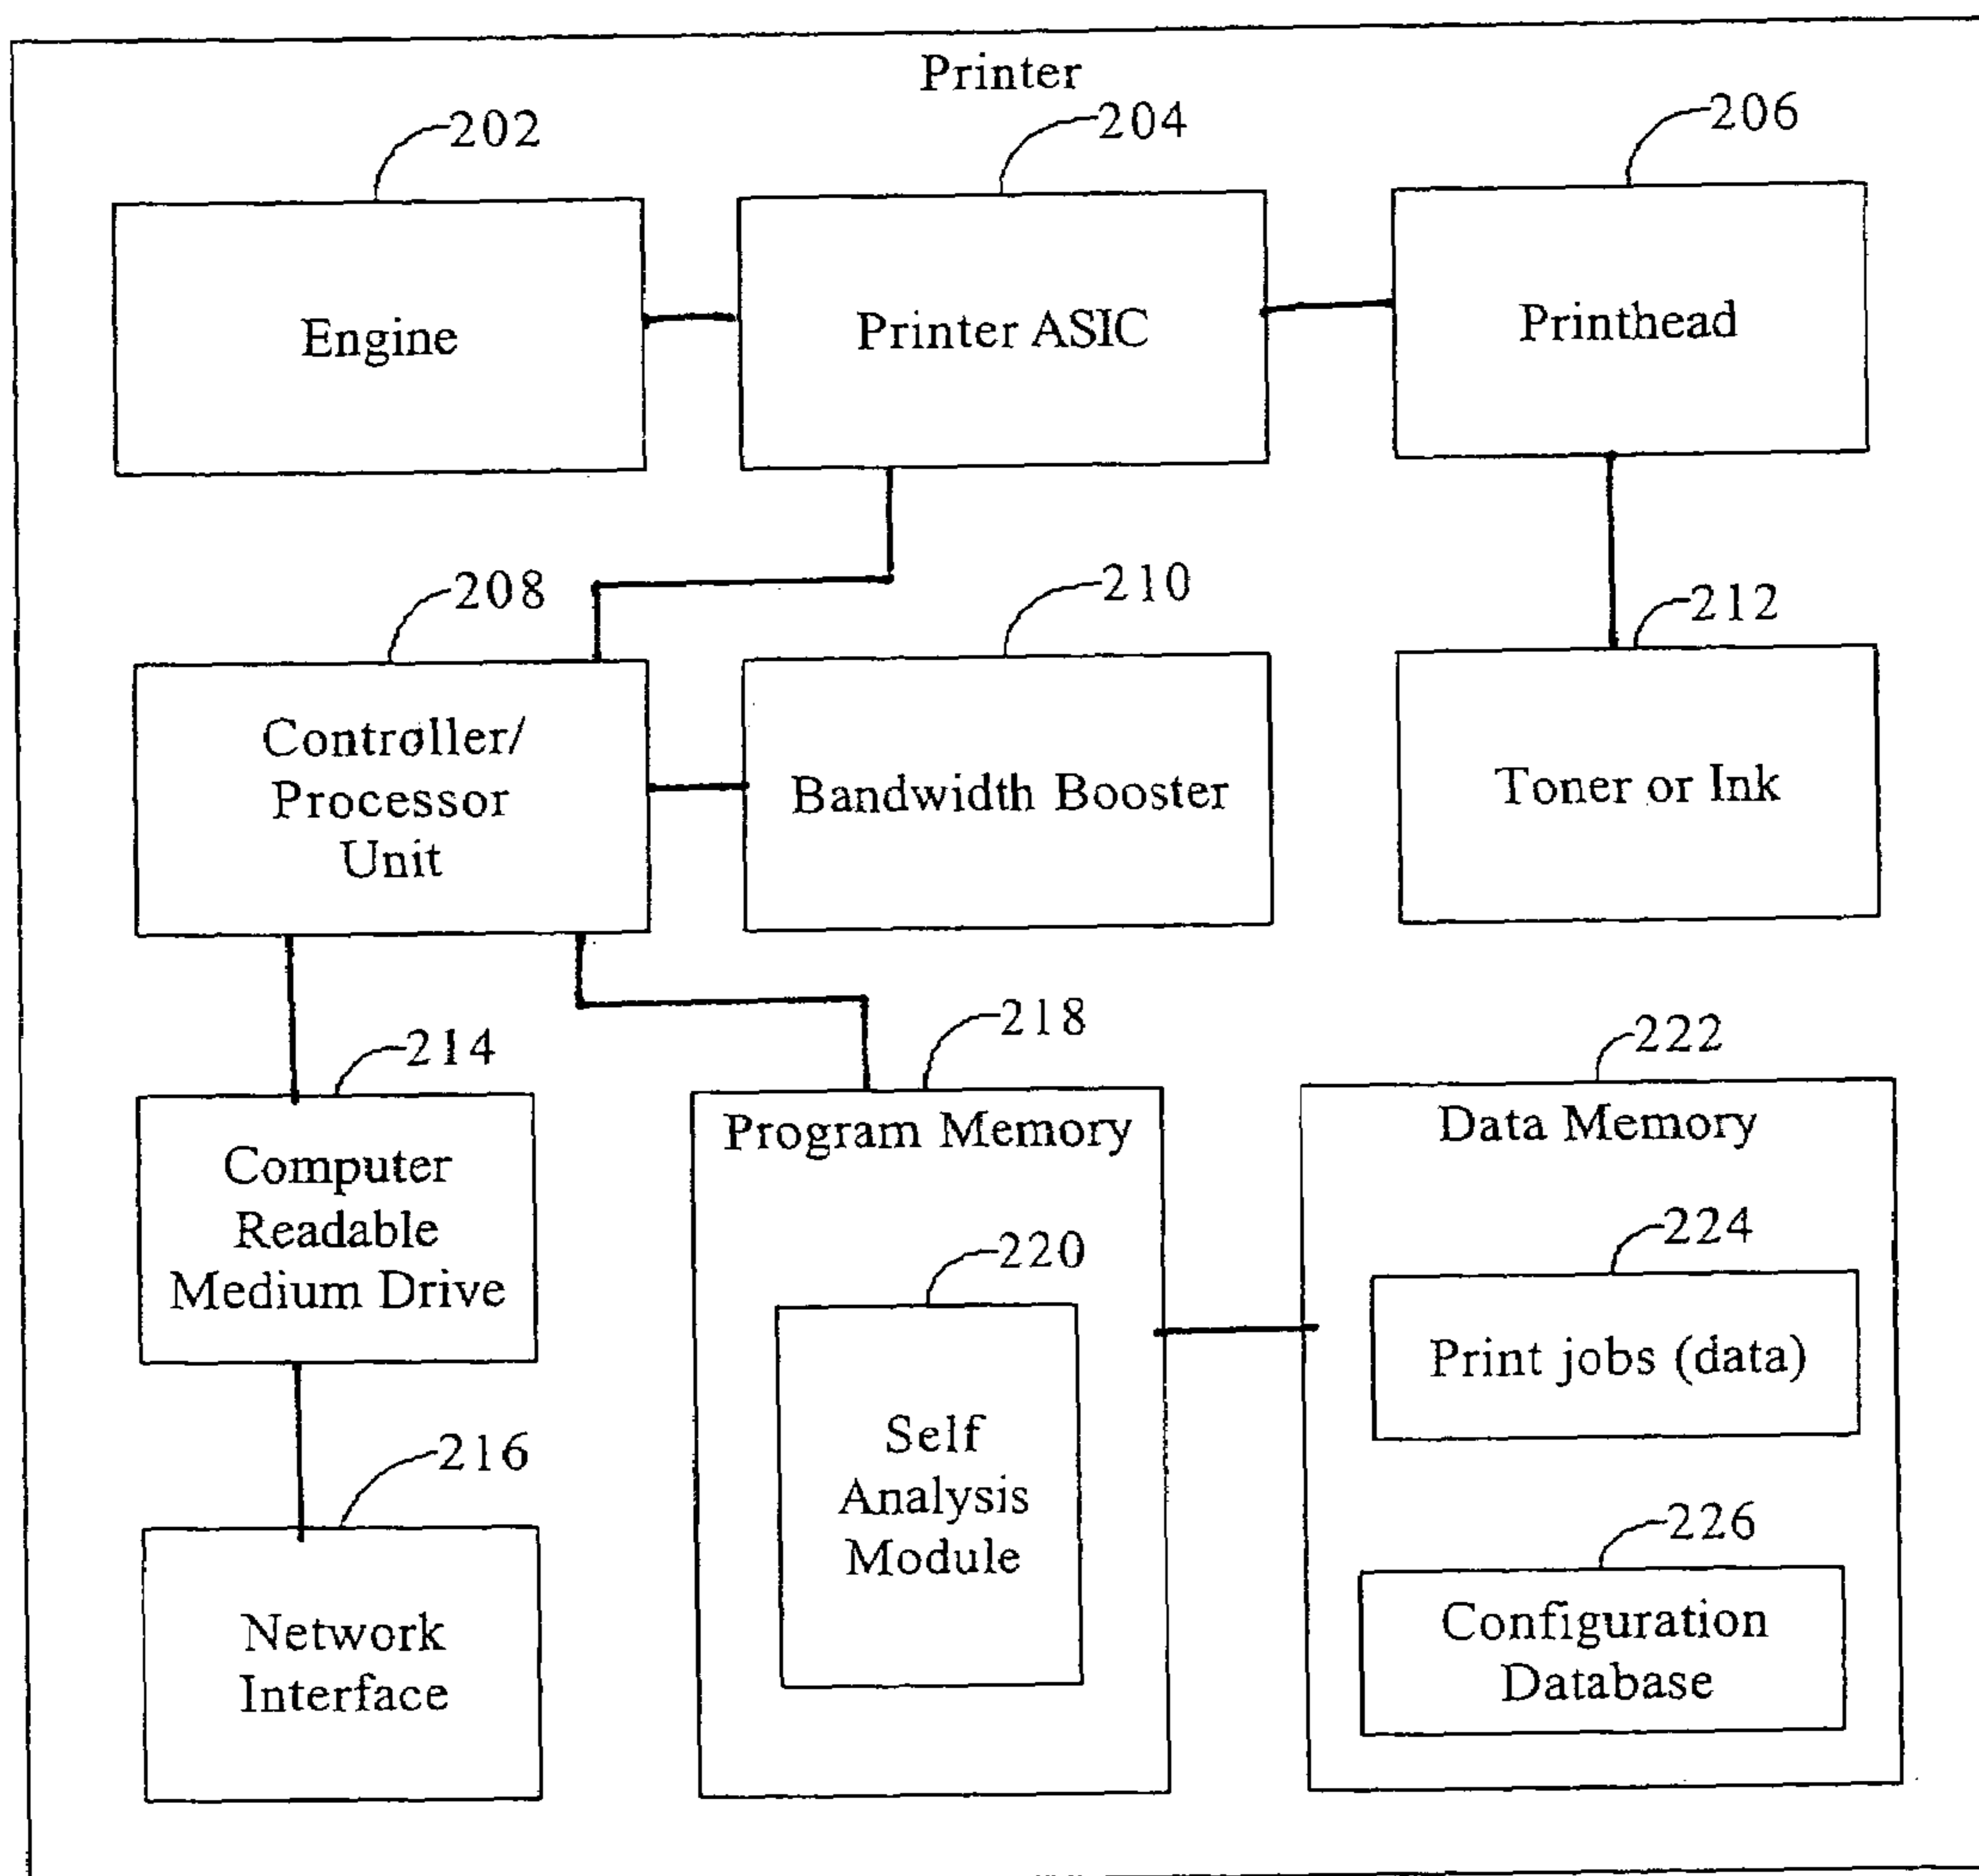 Printer
202
204
206
Engine
Printer ASIC
Printhead
208
210
212
Controller/
Processor
Unit
Bandwidth Booster
Toner or Ink
214
218
222
Computer
Readable
Medium Drive
Program Memory
Data Memory
220
224
Print jobs (data)
216
Self
Analysis
Module
226
Network
Interface
Configuration
Database